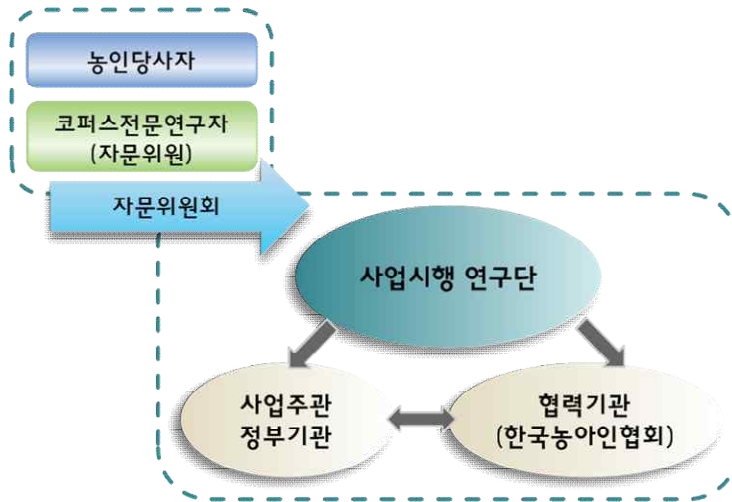 농인당사자
코퍼스전문연구자
(자문위원)
자문위원회
사업시행 연구단
사업주관
정부기관
협력기관
(한국농아인협회)